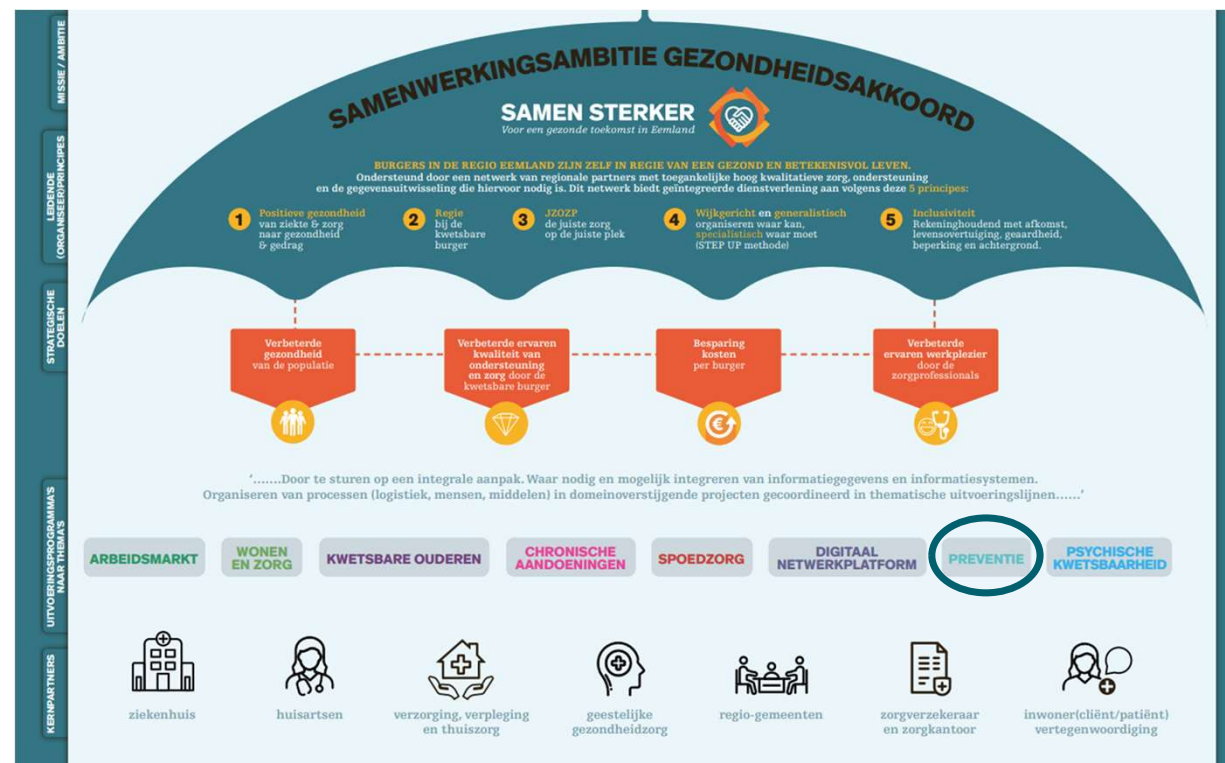 MISSIE / AMBITIE
SAMENWERKINGSAMBITIE GEZONDHEIDSAKKOORD
SAMEN STERKER
Voor een gezonde toekomst in Eemland
LEIDENDE
(ORGANISEER)PRINCIPES
BURGERS IN DE REGIO EEMLAND ZIJN ZELF IN REGIE VAN EEN GEZOND EN BETEKENISVOL LEVEN.
Ondersteund door een netwerk van regionale partners met toegankelijke hoog kwalitatieve zorg, ondersteuning
en de gegevensuitwisseling die hiervoor nodig is. Dit netwerk biedt geïntegreerde dienstverlening aan volgens deze 5 principes:
1
Positieve gezondheid
van ziekte & zorg
naar gezondheid
& gedrag
2
Regie
bij de
kwetsbare
burger
3
JZOZP
de juiste zorg
op de juiste plek
4
Wijkgericht en generalistisch
organiseren waar kan,
specialistisch waar moet
(STEP UP methode)
5
Inclusiviteit
Rekeninghoudend met afkomst,
levensovertuiging, geaardheid,
beperking en achtergrond.
STRATEGISCHE
DOELEN
Verbeterde
gezondheid
van de populatie
Verbeterde ervaren
kwaliteit van
ondersteuning
en zorg door de
kwetsbare burger
Besparing
kosten
per burger
Verbeterde
ervaren werkplezier
door de
zorgprofessionals
'.......Door te sturen op een integrale aanpak. Waar nodig en mogelijk integreren van informatiegegevens en informatiesystemen.
Organiseren van processen (logistiek, mensen, middelen) in domeinoverstijgende projecten gecoordineerd in thematische uitvoeringslijnen......'
UITVOERINGSPROGRAMMA'S
NAAR THEMA'S
ARBEIDSMARKT
WONEN
EN ZORG
KWETSBARE OUDEREN
CHRONISCHE
AANDOENINGEN
SPOEDZORG
DIGITAAL
NETWERKPLATFORM
PREVENTIE
PSYCHISCHE
KWETSBAARHEID
KERNPARTNERS
ziekenhuis
huisartsen
verzorging, verpleging
en thuiszorg
geestelijke
gezondheidzorg
regio-gemeenten
zorgverzekeraar
en zorgkantoor
inwoner(cliënt/patiënt)
vertegenwoordiging